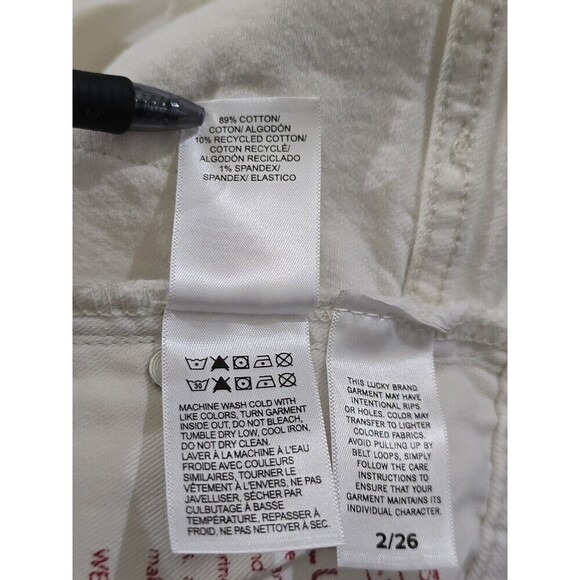 89% COTTON/
COTON/ ALGODÓN
10% RECYCLED COTTON/
COTON RECYCLÉ/
ALGODÓN RECICLADO
1% SPANDEX/
SPANDEX/ ELASTICO
30
MACHINE WASH COLD WITH
LIKE COLORS, TURN GARMENT
INSIDE OUT, DO NOT BLEACH,
TUMBLE DRY LOW, COOL IRON,
DO NOT DRY CLEAN.
LAVER À LA MACHINE À L'EAU
FROIDE AVEC COULEURS
SIMILAIRES, TOURNER LE
VÊTEMENT À L'ENVERS, NE PAS
JAVELLISER, SÉCHER PAR
CULBUTAGE À BASSE
TEMPÉRATURE, REPASSER À
FROID, NE PAS NETTOYER À SEC.
THIS LUCKY BRAND
GARMENT MAY HAVE
INTENTIONAL RIPS
OR HOLES. COLOR MAY
TRANSFER TO LIGHTER
COLORED FABRICS.
AVOID PULLING UP BY
BELT LOOPS, SIMPLY
FOLLOW THE CARE
INSTRUCTIONS TO
ENSURE THAT YOUR
GARMENT MAINTAINS ITS
INDIVIDUAL CHARACTER.
2/26